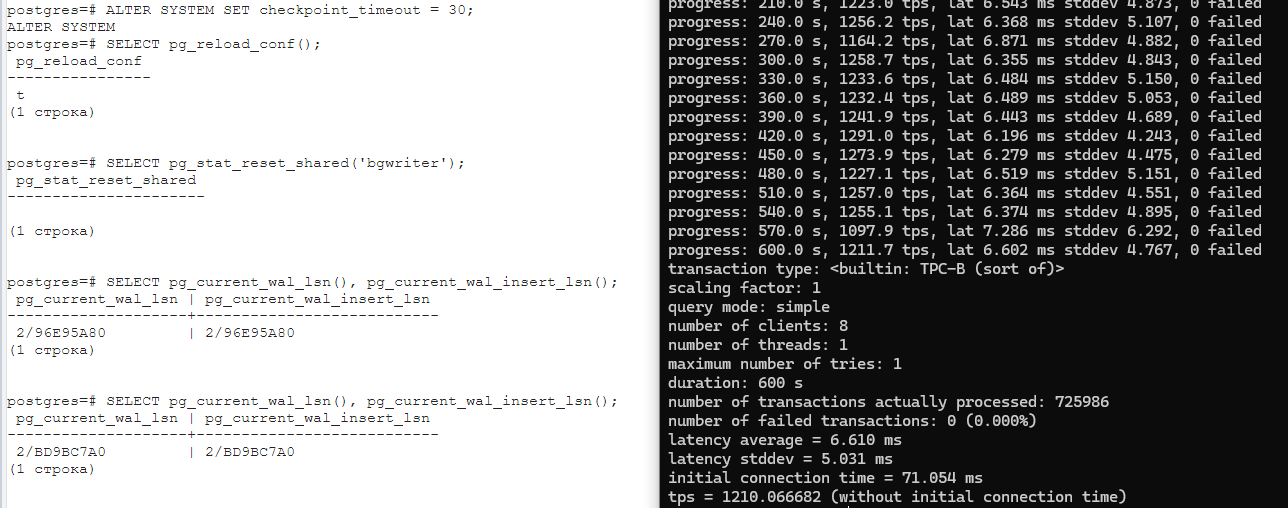 postgres=# ALTER SYSTEM SET checkpoint_timeout = 30;
ALTER SYSTEM
postgres=# SELECT pg_reload_conf();
 pg_reload_conf
----------------
 t
(1 строка)
postgres=# SELECT pg_stat_reset_shared('bgwriter');
 pg_stat_reset_shared
----------------------
(1 строка)
postgres=# SELECT pg_current_wal_lsn(), pg_current_wal_insert_lsn();
 pg_current_wal_lsn | pg_current_wal_insert_lsn
--------------------+---------------------------
 2/96E95A80         | 2/96E95A80
(1 строка)
postgres=# SELECT pg_current_wal_lsn(), pg_current_wal_insert_lsn();
 pg_current_wal_lsn | pg_current_wal_insert_lsn
--------------------+---------------------------
 2/BD9BC7A0         | 2/BD9BC7A0
(1 строка)
progress: 210.0 s, 1223.0 tps, lat 6.543 ms stddev 4.873, 0 failed
progress: 240.0 s, 1256.2 tps, lat 6.368 ms stddev 5.107, 0 failed
progress: 270.0 s, 1164.2 tps, lat 6.871 ms stddev 4.882, 0 failed
progress: 300.0 s, 1258.7 tps, lat 6.355 ms stddev 4.843, 0 failed
progress: 330.0 s, 1233.6 tps, lat 6.484 ms stddev 5.150, 0 failed
progress: 360.0 s, 1232.4 tps, lat 6.489 ms stddev 5.053, 0 failed
progress: 390.0 s, 1241.9 tps, lat 6.443 ms stddev 4.689, 0 failed
progress: 420.0 s, 1291.0 tps, lat 6.196 ms stddev 4.243, 0 failed
progress: 450.0 s, 1273.9 tps, lat 6.279 ms stddev 4.475, 0 failed
progress: 480.0 s, 1227.1 tps, lat 6.519 ms stddev 5.151, 0 failed
progress: 510.0 s, 1257.0 tps, lat 6.364 ms stddev 4.551, 0 failed
progress: 540.0 s, 1255.1 tps, lat 6.374 ms stddev 4.895, 0 failed
progress: 570.0 s, 1097.9 tps, lat 7.286 ms stddev 6.292, 0 failed
progress: 600.0 s, 1211.7 tps, lat 6.602 ms stddev 4.767, 0 failed
transaction type: <builtin: TPC-B (sort of)>
scaling factor: 1
query mode: simple
number of clients: 8
number of threads: 1
maximum number of tries: 1
duration: 600 s
number of transactions actually processed: 725986
number of failed transactions: 0 (0.000%)
latency average = 6.610 ms
latency stddev = 5.031 ms
initial connection time = 71.054 ms
tps = 1210.066682 (without initial connection time)